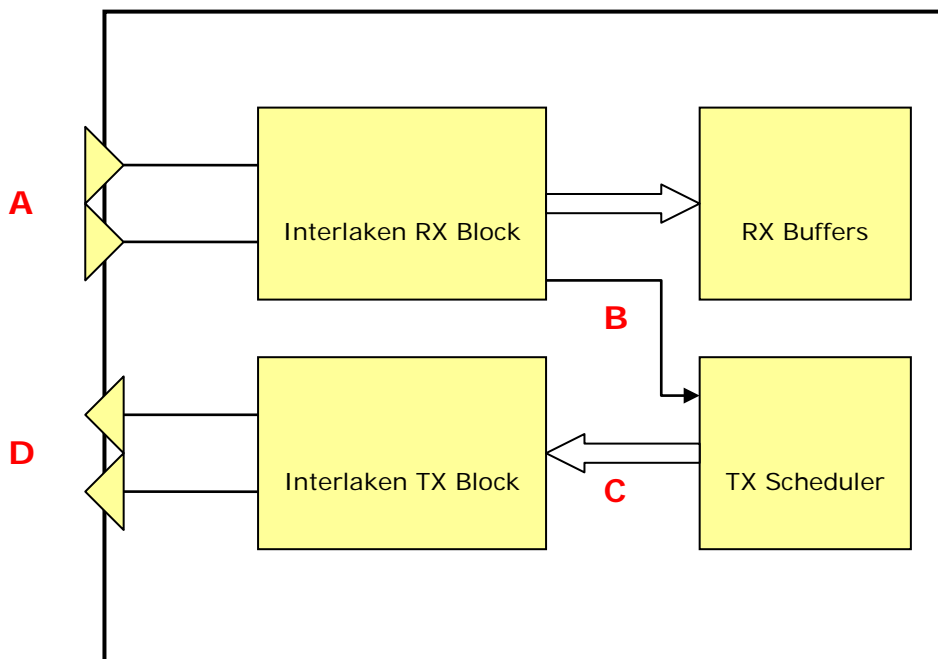 A
Interlaken RX Block
RX Buffers
B
D
Interlaken TX Block
C
TX Scheduler